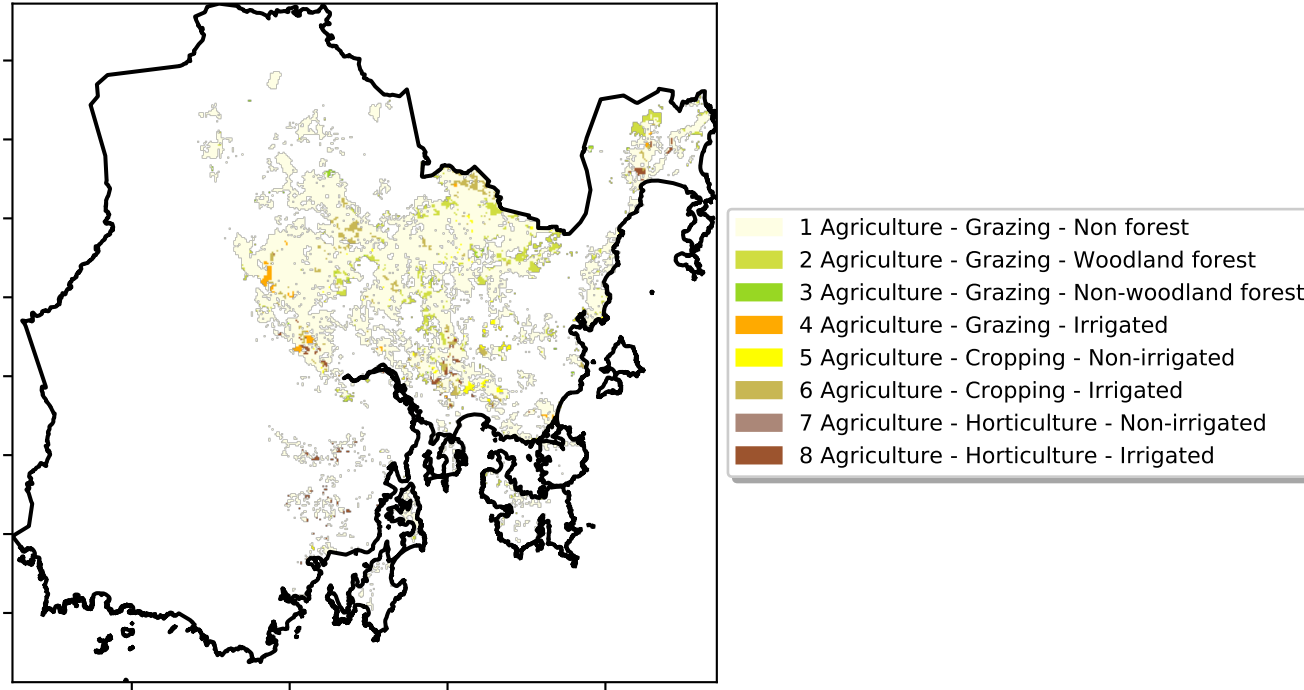 1 Agriculture - Grazing - Non forest
2 Agriculture - Grazing - Woodland forest
3 Agriculture - Grazing - Non-woodland forest
4 Agriculture - Grazing - Irrigated
5 Agriculture - Cropping - Non-irrigated
6 Agriculture - Cropping - Irrigated
7 Agriculture - Horticulture - Non-irrigated
8 Agriculture - Horticulture - Irrigated